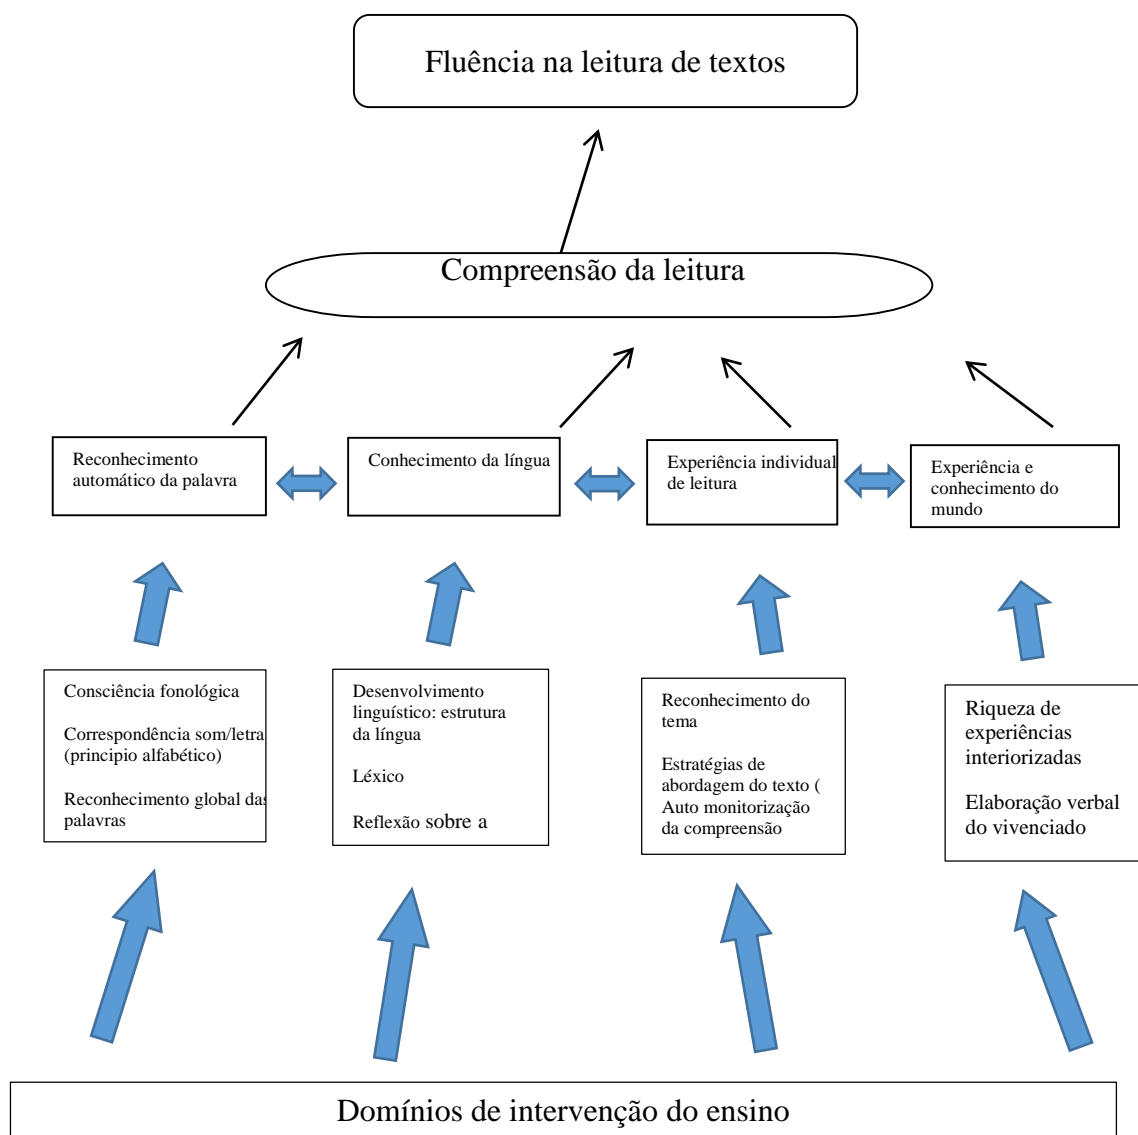 Fluência na leitura de textos
Compreensão da leitura
Reconhecimento
automático da palavra
Conhecimento da língua
Experiência individual
de leitura
Experiência e
conhecimento do
mundo
Consciência fonológica
Correspondência som/letra
(principio alfabético)
Reconhecimento global das
palavras
Desenvolvimento
linguístico: estrutura
da língua
Léxico
Reflexão sobre a
Reconhecimento do
tema
Estratégias de
abordagem do texto (
Auto monitorização
da compreensão
Riqueza de
experiências
interiorizadas
Elaboração verbal
do vivenciado
Domínios de intervenção do ensino